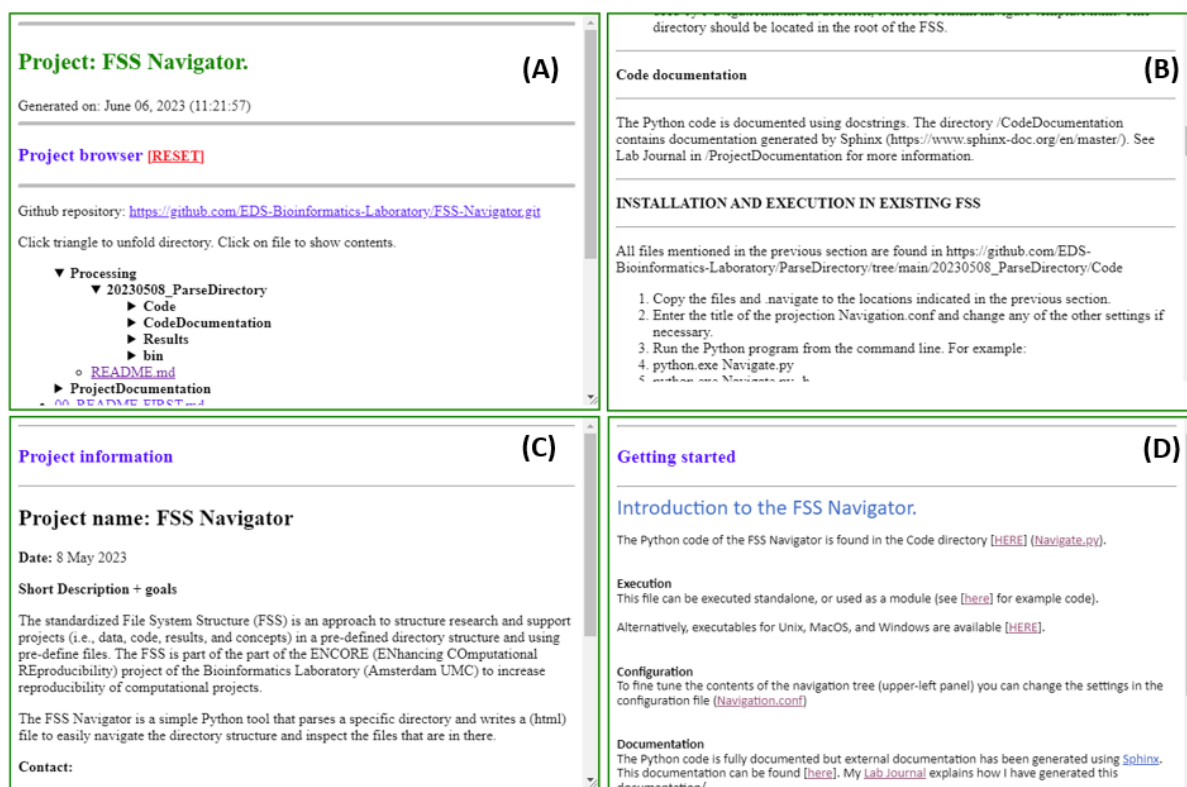 Project: FSS Navigator.
(A)
Generated on: June 06, 2023 (11:21:57)
Project browser [RESET]
Github repository: https://github.com/EDS-Bioinformatics-Laboratory/FSS-Navigator.git
Click triangle to unfold directory. Click on file to show contents.
▼ Processing
▼ 20230508_ParseDirectory
► Code
► CodeDocumentation
► Results
► bin
README.md
► ProjectDocumentation
00_README-FIRST.md
directory should be located in the root of the FSS.
Code documentation
(B)
The Python code is documented using docstrings. The directory /CodeDocumentation
contains documentation generated by Sphinx (https://www.sphinx-doc.org/en/master/). See
Lab Journal in /ProjectDocumentation for more information.
INSTALLATION AND EXECUTION IN EXISTING FSS
All files mentioned in the previous section are found in https://github.com/EDS-
Bioinformatics-Laboratory/ParseDirectory/tree/main/20230508_ParseDirectory/Code
1. Copy the files and .navigate to the locations indicated in the previous section.
2. Enter the title of the projection Navigation.conf and change any of the other settings if
necessary.
3. Run the Python program from the command line. For example:
4. python.exe Navigate.py
5. python.exe Navigate.py -h
Project information
(C)
Project name: FSS Navigator
Date: 8 May 2023
Short Description + goals
The standardized File System Structure (FSS) is an approach to structure research and support
projects (i.e., data, code, results, and concepts) in a pre-defined directory structure and using
pre-define files. The FSS is part of the part of the ENCORE (ENhancing COmputational
REproducibility) project of the Bioinformatics Laboratory (Amsterdam UMC) to increase
reproducibility of computational projects.
The FSS Navigator is a simple Python tool that parses a specific directory and writes a (html)
file to easily navigate the directory structure and inspect the files that are in there.
Contact:
Getting started
(D)
Introduction to the FSS Navigator.
The Python code of the FSS Navigator is found in the Code directory [HERE] (Navigate.py).
Execution
This file can be executed standalone, or used as a module (see [here] for example code).
Alternatively, executables for Unix, MacOS, and Windows are available [HERE].
Configuration
To fine tune the contents of the navigation tree (upper-left panel) you can change the settings in the
configuration file (Navigation.conf)
Documentation
The Python code is fully documented but external documentation has been generated using Sphinx.
This documentation can be found [here]. My Lab Journal explains how I have generated this
documentation/